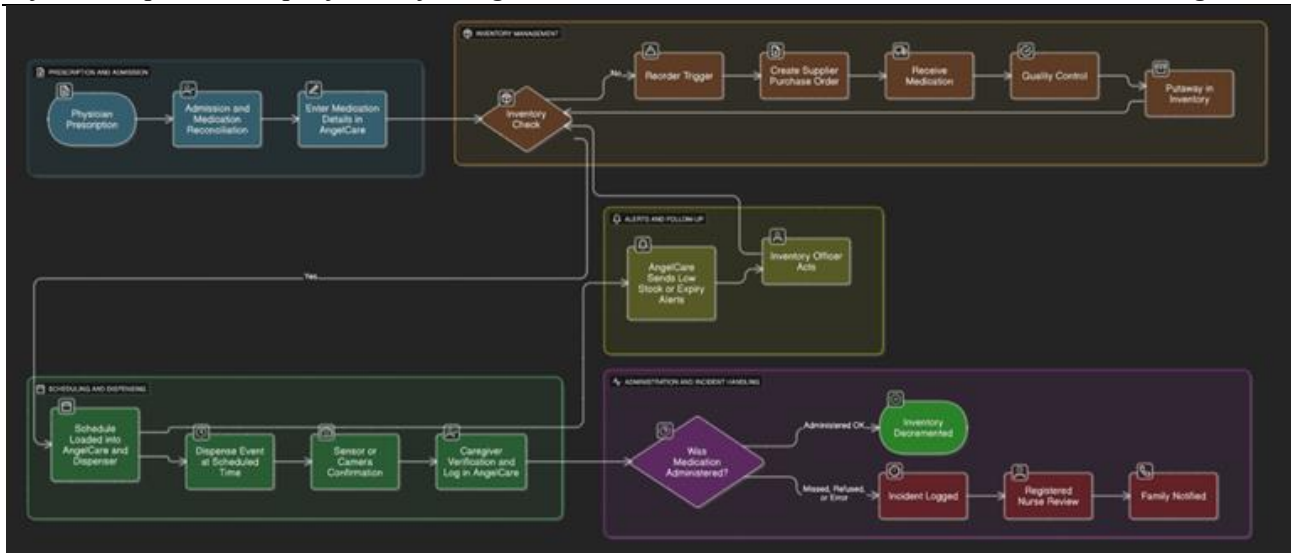 PRESCRIPTION AND ADMISSION
Physician
Prescription
Admission and
Medication
Reconciliation
Enter Medication
Details in
AngelCare
INVENTORY MANAGEMENT
Inventory
Check
No
Reorder Trigger
Create Supplier
Purchase Order
Receive
Medication
Quality Control
Putaway in
Inventory
Yes
ALERTS AND FOLLOW-UP
AngelCare
Sends Low
Stock or Expiry
Alerts
Inventory Officer
Acts
SCHEDULING AND DISPENSING
Schedule
Loaded into
AngelCare and
Dispenser
Dispense Event
at Scheduled
Time
Sensor or
Camera
Confirmation
Caregiver
Verification and
Log in AngelCare
ADMINISTRATION AND INCIDENT HANDLING
Was
Medication
Administered?
Administered OK
Inventory
Decremented
Missed, Refused,
or Error
Incident Logged
Registered
Nurse Review
Family Notified